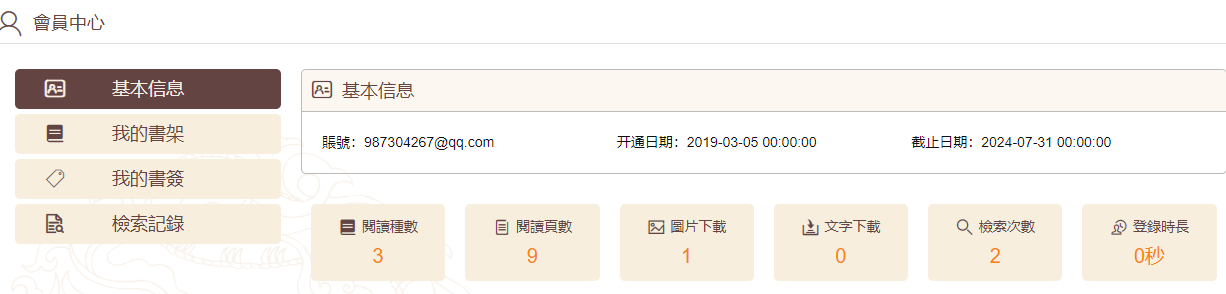 會員中心
基本信息
我的書架
我的書簽
檢索記錄
基本信息
賬號：987304267@qq.com 开通日期：2019-03-05 00:00:00 截止日期：2024-07-31 00:00:00
閱讀種數 閱讀頁數 圖片下載 文字下載 檢索次數 登錄時長
3 9 1 0 2 0秒